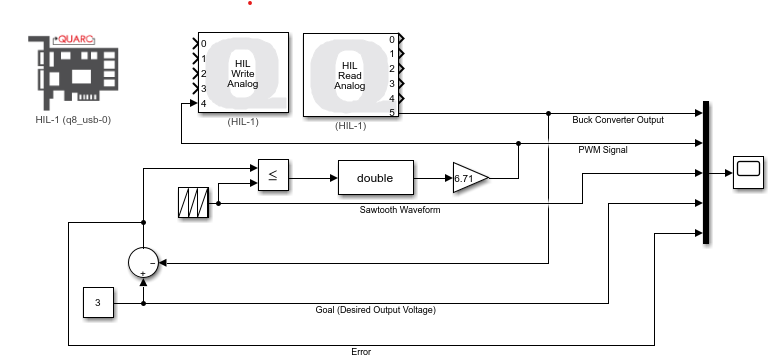 QUARC
HIL-1 (q8_usb-0)
0
1
2
3
4
HIL
Write
Analog
(HIL-1)
HIL
Read
Analog
0
1
2
3
4
5
(HIL-1)
Buck Converter Output
PWM Signal
≤
double
6.71
Sawtooth Waveform
−
+
3
Goal (Desired Output Voltage)
Error